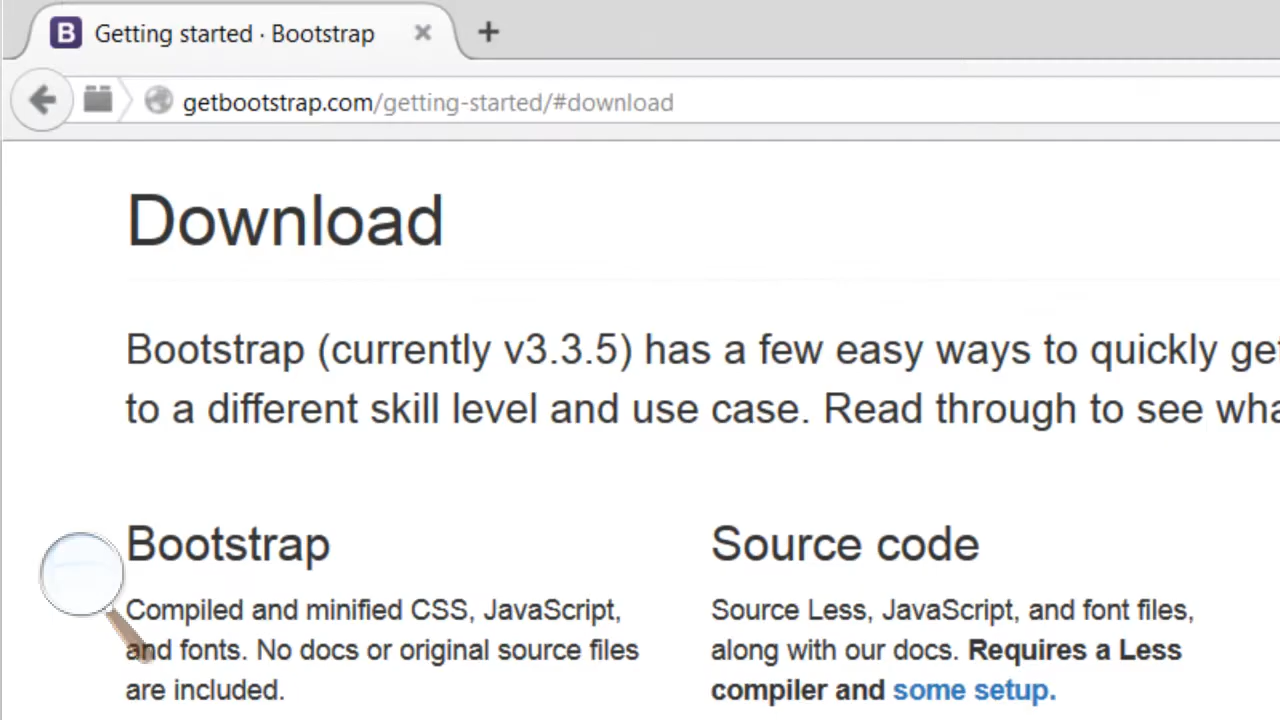 B Getting started · Bootstrap
getbootstrap.com/getting-started/#download
Download
Bootstrap (currently v3.3.5) has a few easy ways to quickly
to a different skill level and use case. Read through to see
Bootstrap
Compiled and minified CSS, JavaScript,
and fonts. No docs or original source files
are included.
Source code
Source Less, JavaScript, and font files,
along with our docs. Requires a Less
compiler and some setup.